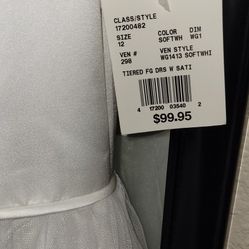 CLASS/STYLE
17200482
SIZE COLOR DIM
12 SOFTWH WG1
VEN # VEN STYLE
298 WG1413 SOFTWHI
TIERED FG DRS W SATI
4 17200 03540 2
$99.95